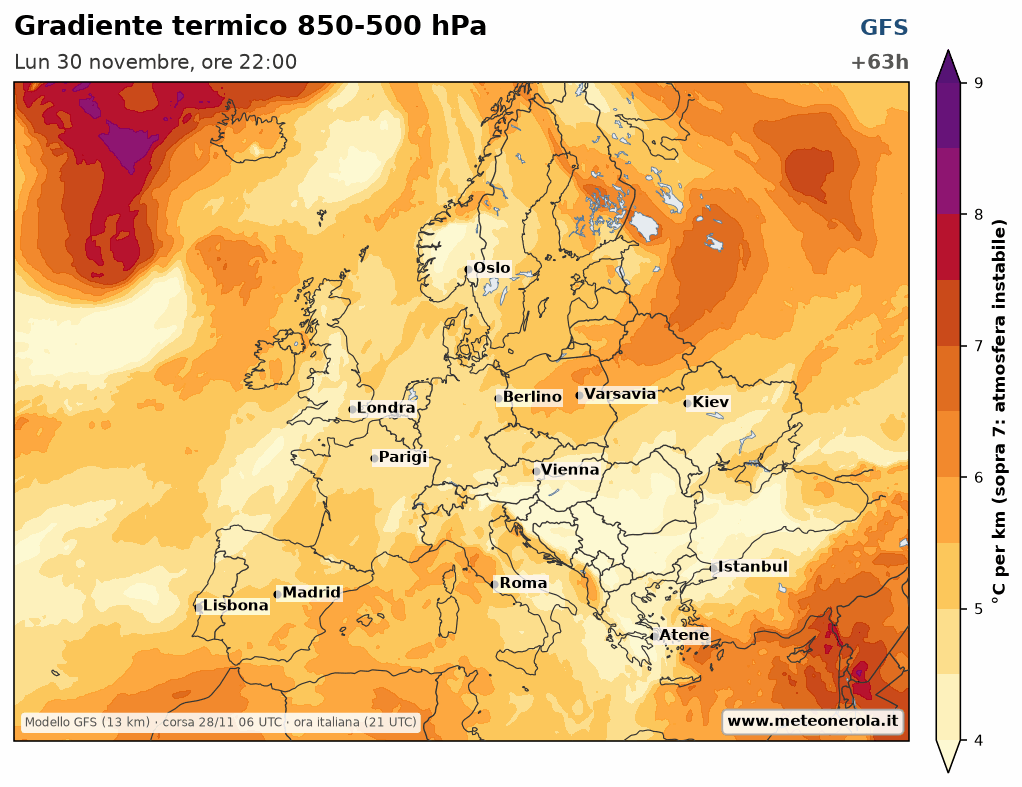 Gradiente termico 850-500 hPa
GFS
Lun 30 novembre, ore 22:00
+63h
Oslo
Londra
Berlino
Varsavia
Kiev
Parigi
Vienna
Istanbul
Roma
Madrid
Lisbona
Atene
Modello GFS (13 km) · corsa 28/11 06 UTC · ora italiana (21 UTC)
www.meteonerola.it
9
8
7
6
5
4
°C per km (sopra 7: atmosfera instabile)